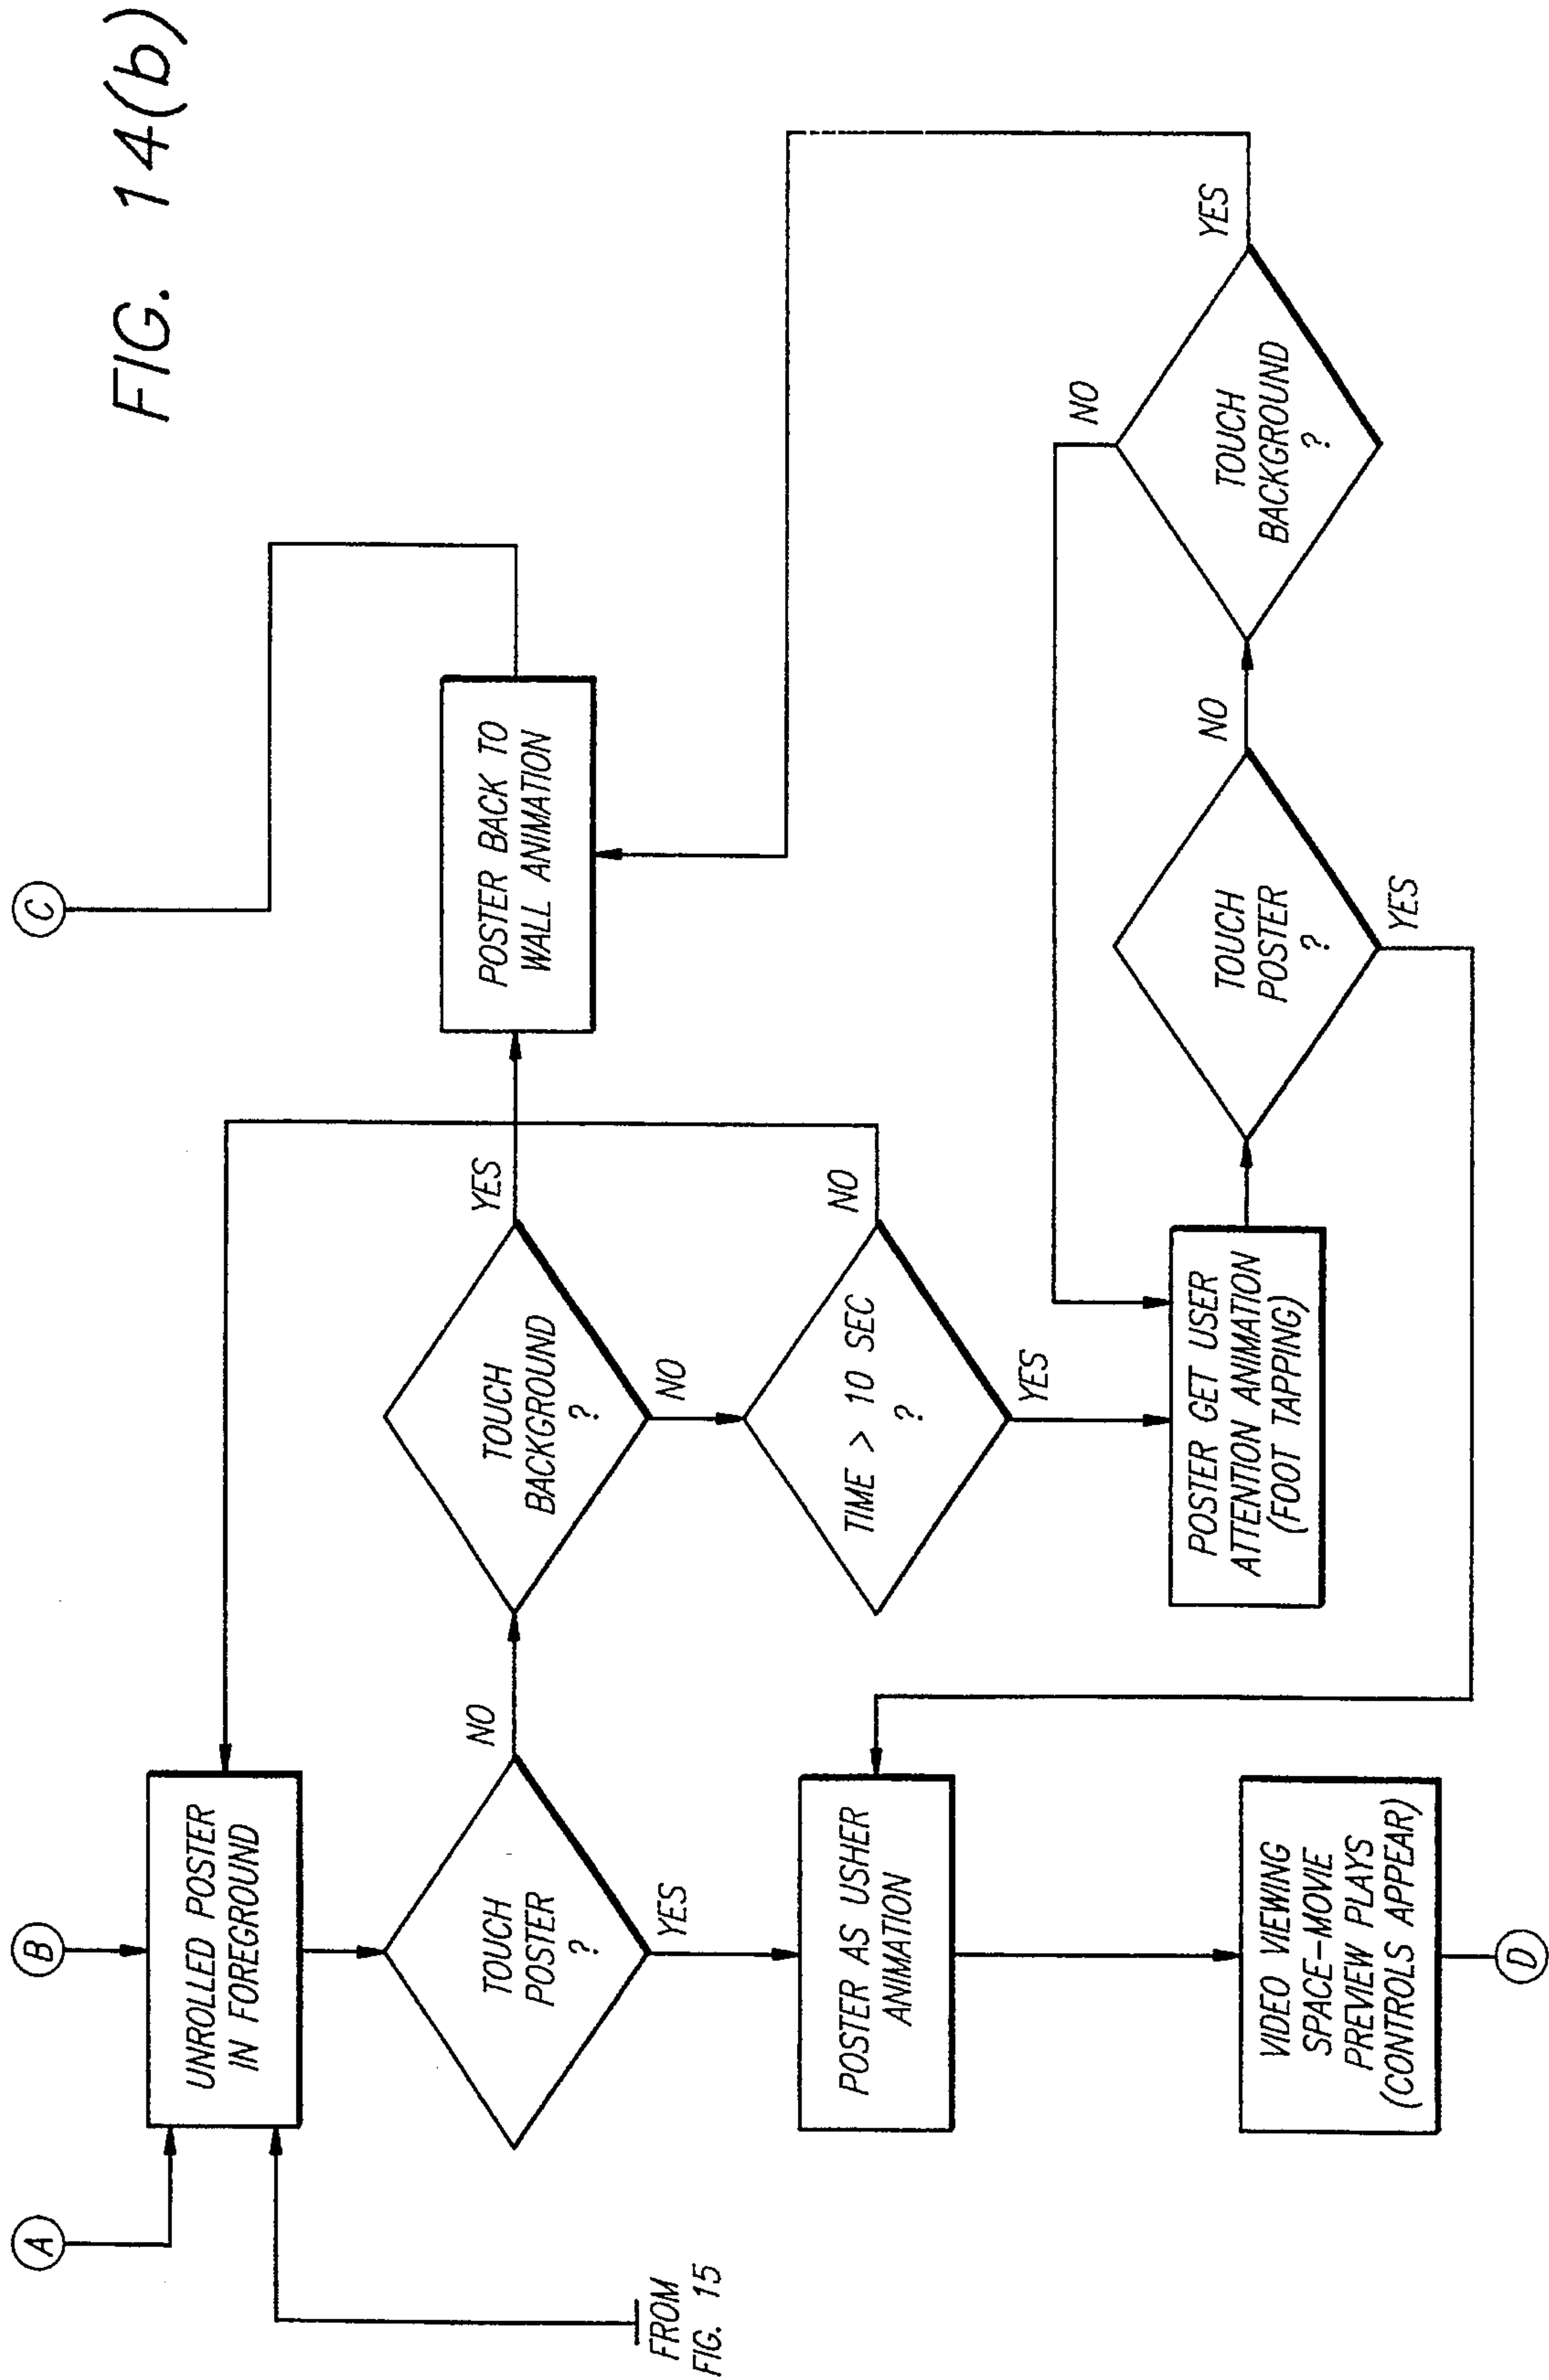 FIG. 14(b)
A
B
C
FROM
FIG. 15
UNROLLED POSTER
IN FOREGROUND
TOUCH
POSTER
?
NO
YES
TOUCH
BACKGROUND
?
YES
NO
POSTER BACK TO
WALL ANIMATION
TIME > 10 SEC
?
NO
YES
POSTER AS USHER
ANIMATION
POSTER GET USER
ATTENTION ANIMATION
(FOOT TAPPING)
TOUCH
POSTER
?
NO
YES
TOUCH
BACKGROUND
?
NO
YES
VIDEO VIEWING
SPACE-MOVIE
PREVIEW PLAYS
(CONTROLS APPEAR)
D